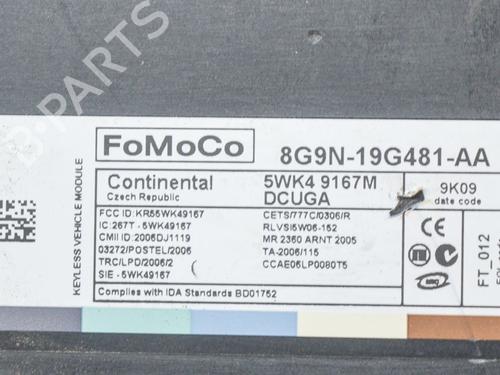 B-PARTS
KEYLESS VEHICLE MODULE
FoMoCo
8G9N-19G481-AA
Continental
Czech Republic
5WK4 9167M
DCUGA
9K09
date code
FCC ID:KR55WK49167
IC:267T - 5WK49167
CMII ID:2006DJ1119
03272/POSTEL/2006
TRC/LPD/2006/2
SIE - 5WK49167
CETS/777C/0306/R
RLVSI5W06-152
MR 2360 ARNT 2005
TA-2006/115
CCAE06LP0080T5
Complies with IDA Standards BD01752
FT_012